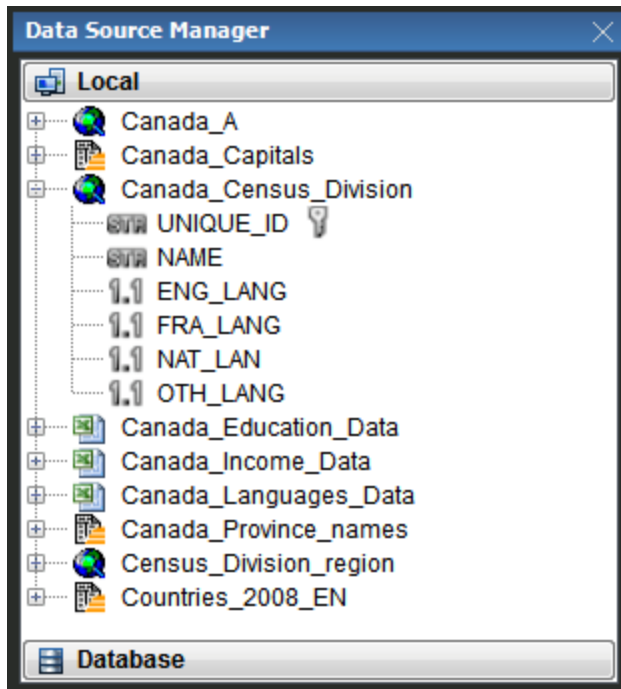 Data Source Manager
Local
Canada_A
Canada_Capitals
Canada_Census_Division
STR UNIQUE_ID
STR NAME
1.1 ENG_LANG
1.1 FRA_LANG
1.1 NAT_LAN
1.1 OTH_LANG
Canada_Education_Data
Canada_Income_Data
Canada_Languages_Data
Canada_Province_names
Census_Division_region
Countries_2008_EN
Database